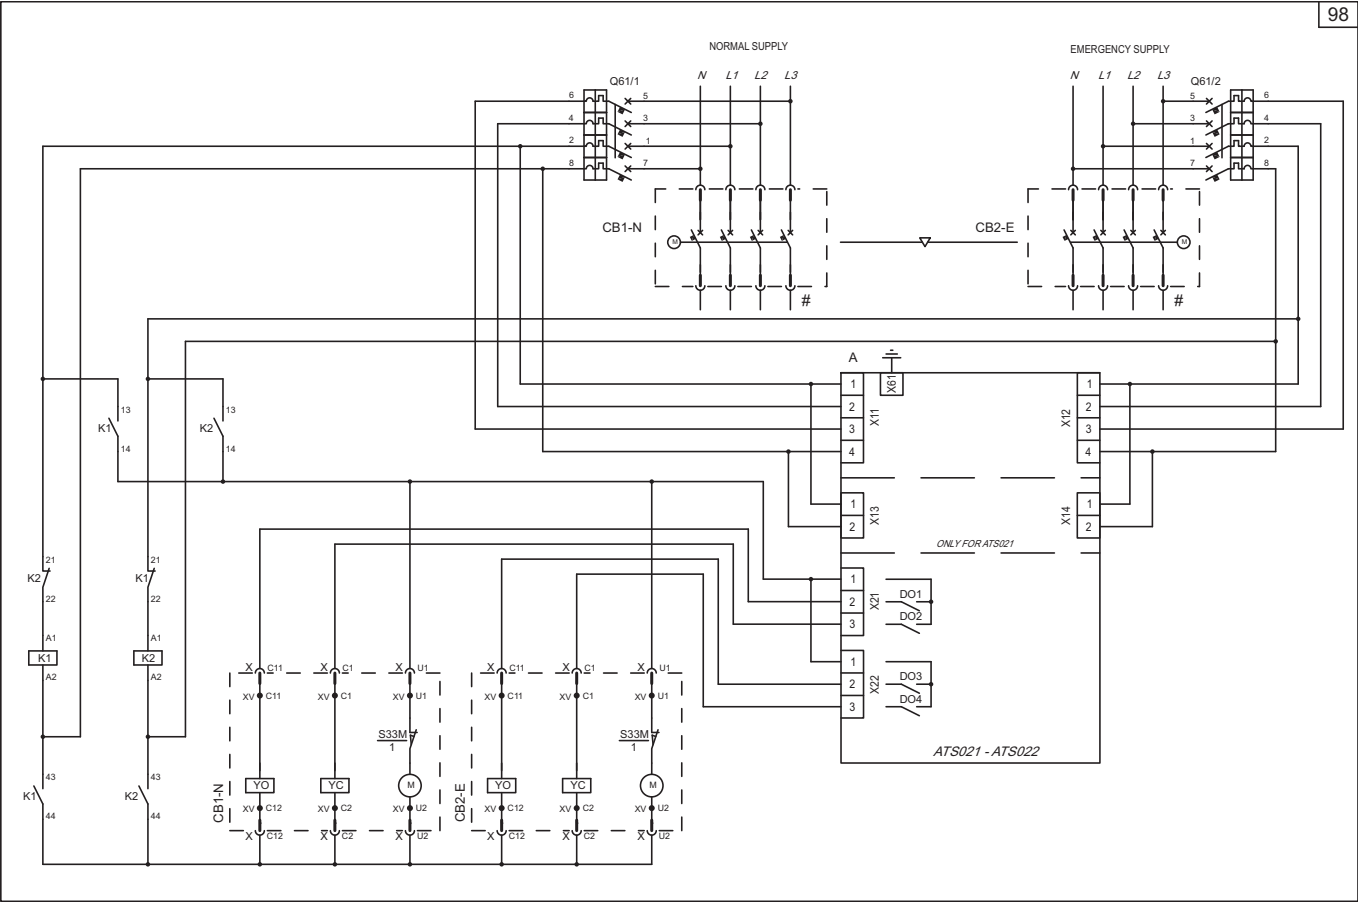 98
NORMAL SUPPLY
EMERGENCY SUPPLY
N L1 L2 L3
N L1 L2 L3
Q61/1
Q61/2
6 5
5 6
4 3
3 4
2 1
1 2
8 7
7 8
CB1-N
M
CB2-E
M
#
#
A
X61
1
2
3
4
X11
1
2
3
4
X12
13
K1
14
13
K2
14
1
2
X13
1
2
X14
ONLY FOR ATS021
21
K2
22
21
K1
22
1
2
3
X21
DO1
DO2
A1
K1
A2
A1
K2
A2
1
2
3
X22
DO3
DO4
ATS021 - ATS022
X C11 X C1 X U1
XV C11 XV C1 XV U1
S33M
1
YO YC M
XV C12 XV C2 XV U2
X C12 X C2 X U2
CB1-N
X C11 X C1 X U1
XV C11 XV C1 XV U1
S33M
1
YO YC M
XV C12 XV C2 XV U2
X C12 X C2 X U2
CB2-E
43
K1
44
43
K2
44